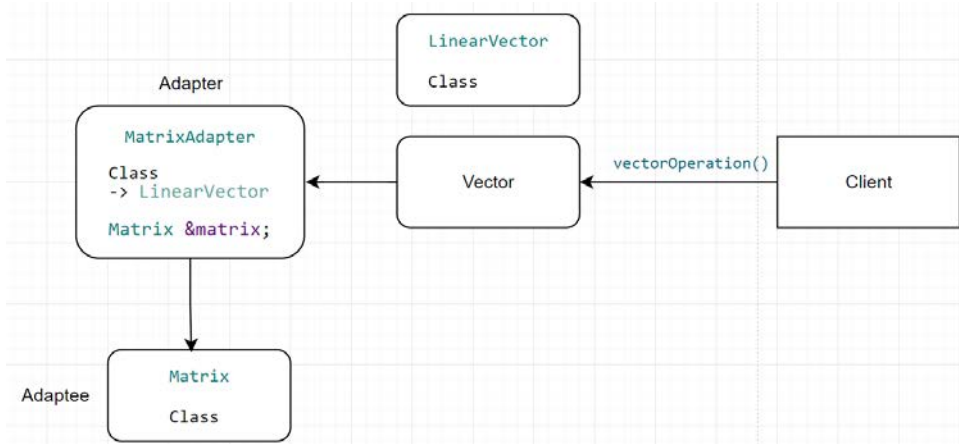 LinearVector
Class
Adapter
MatrixAdapter
Class
-> LinearVector
Matrix &matrix;
Vector
vectorOperation()
Client
Matrix
Class
Adaptee